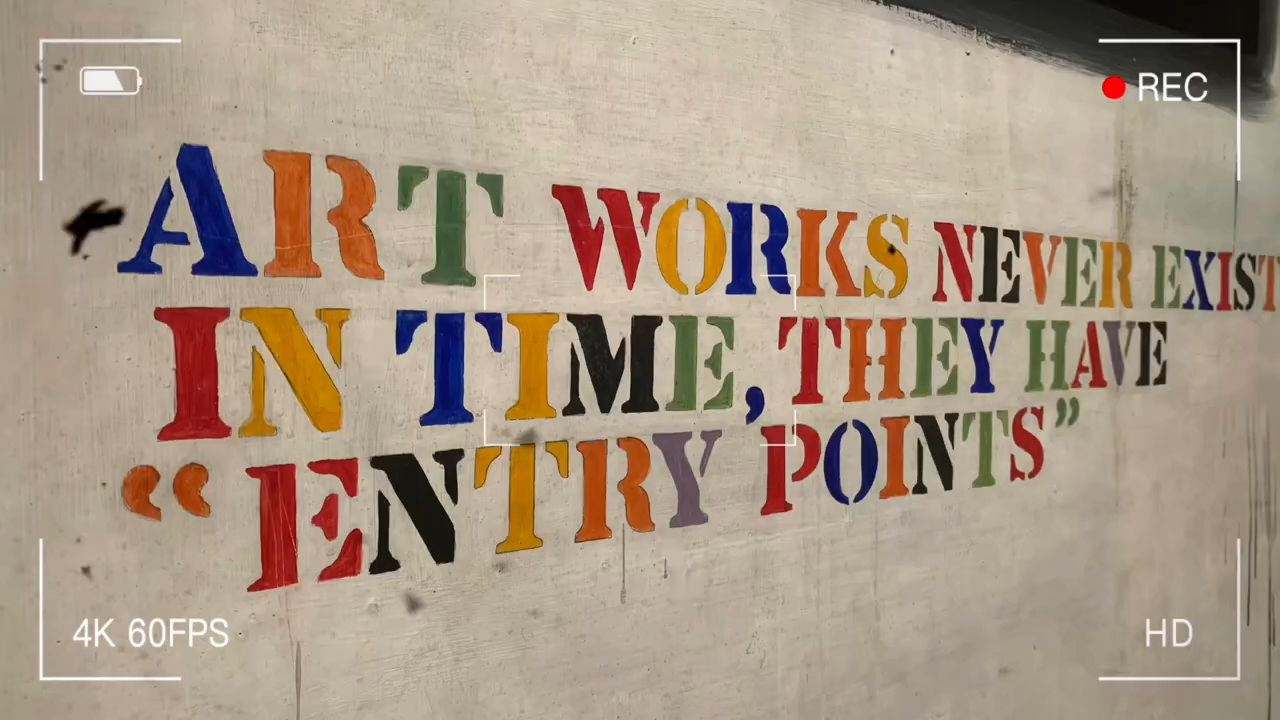 REC
ART WORKS NEVER EXIST
IN TIME, THEY HAVE
“ENTRY POINTS”
4K 60FPS
HD